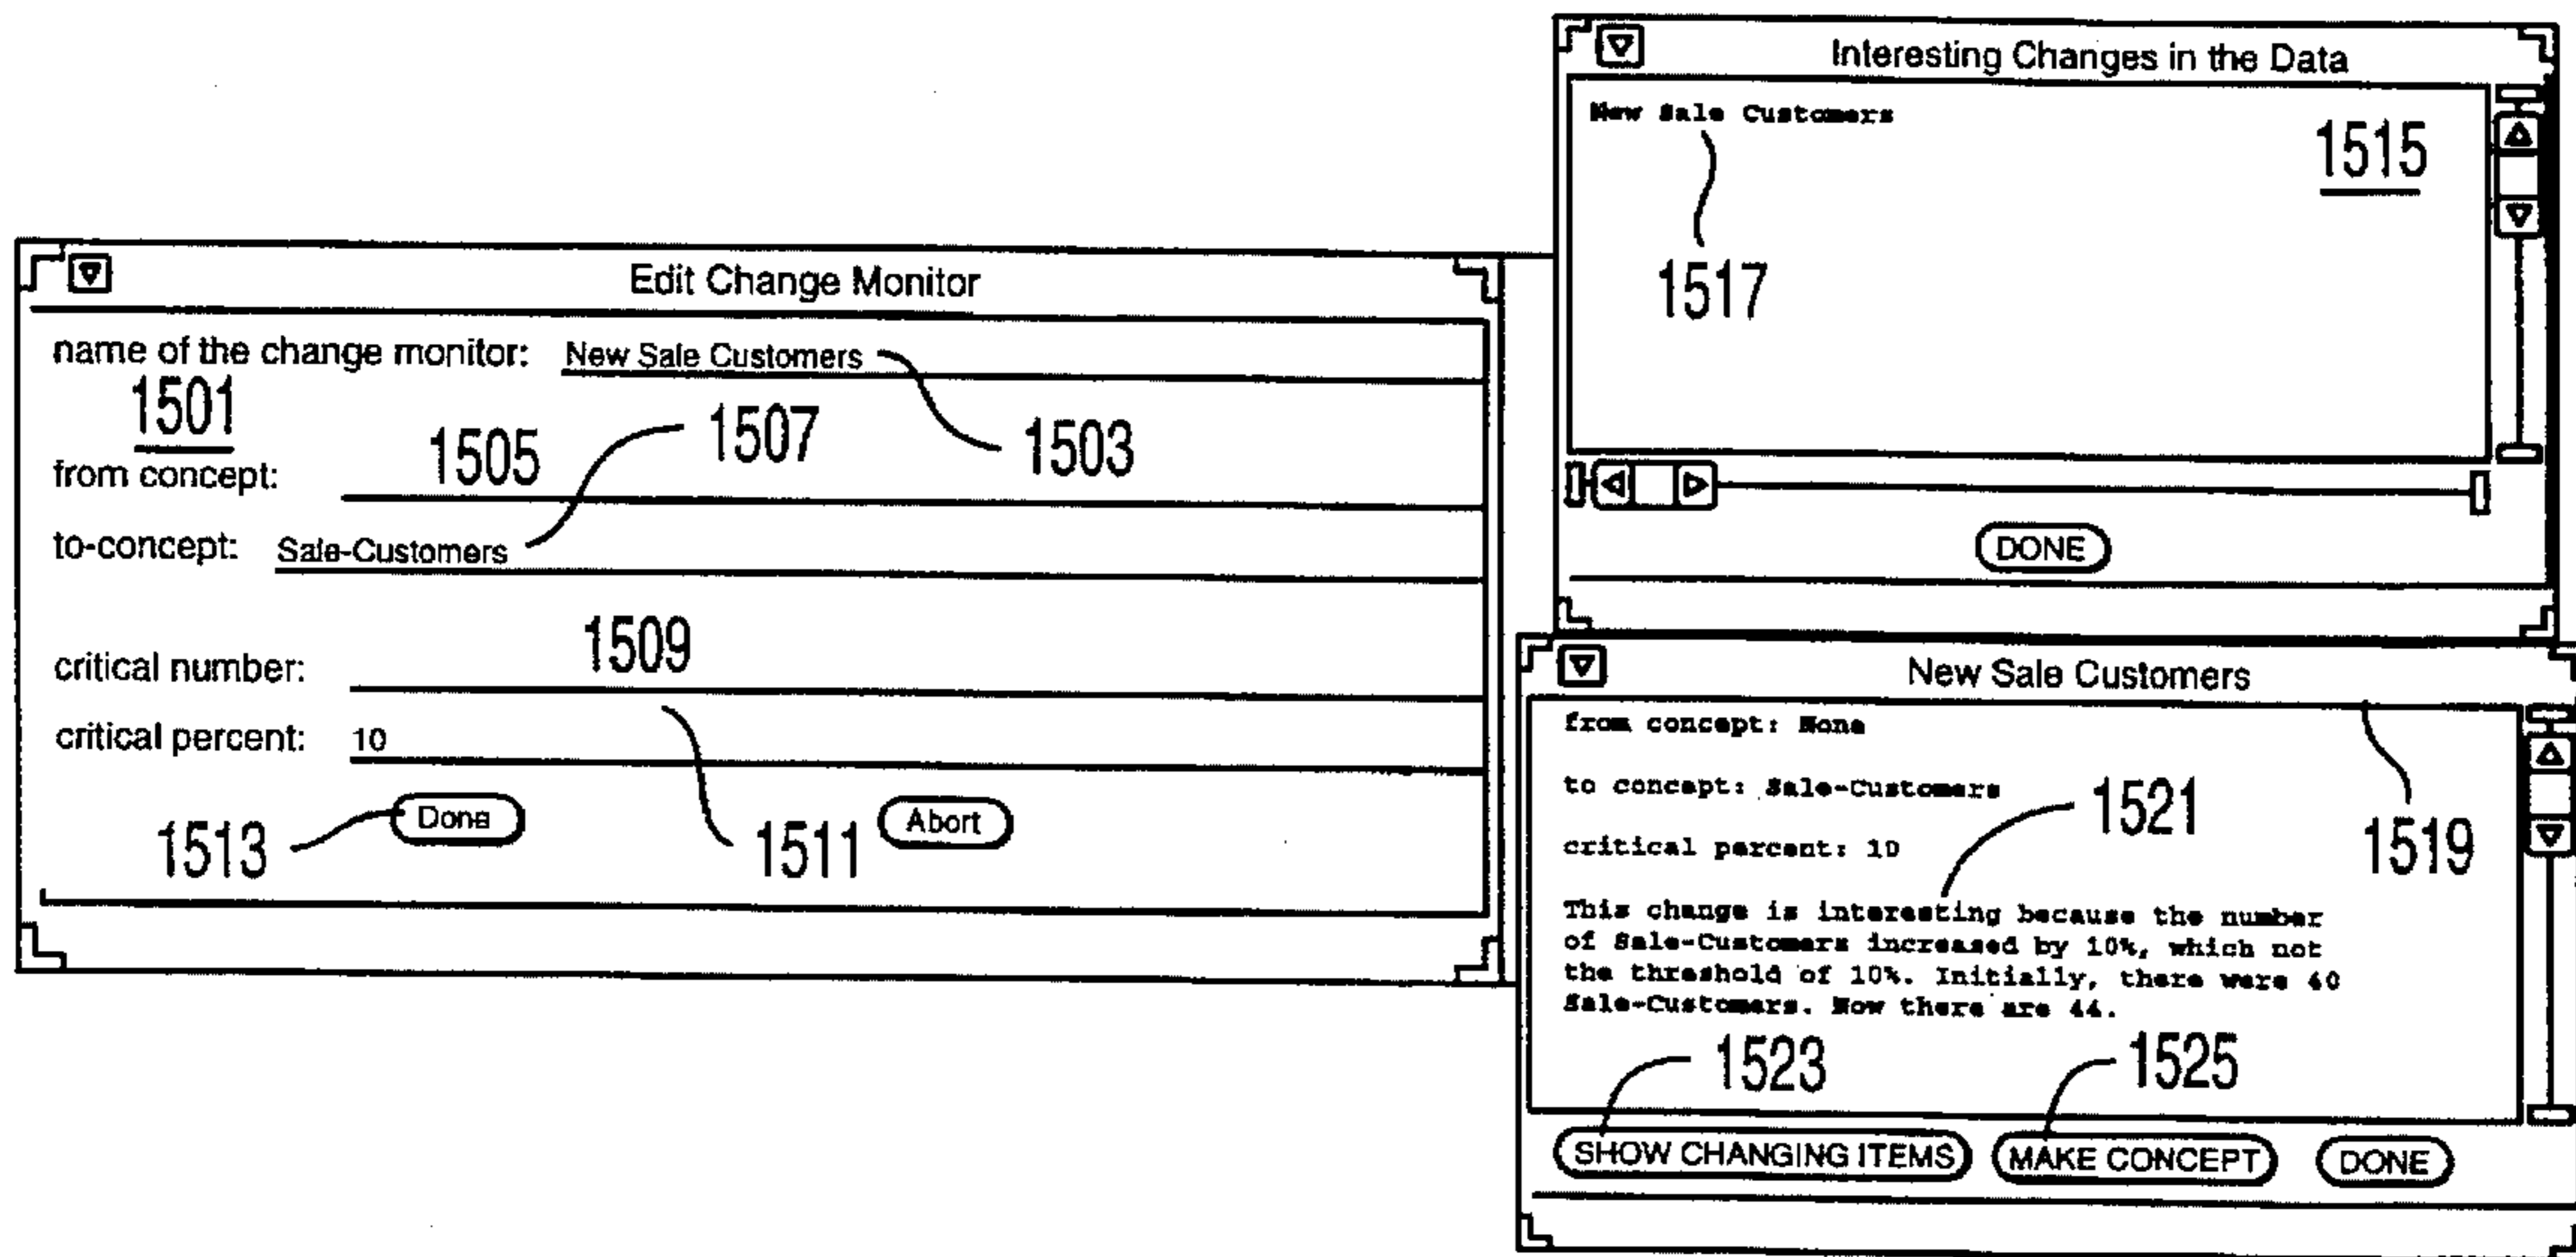 Edit Change Monitor
name of the change monitor: New Sale Customers
1501
1505
1507
1503
from concept:
to-concept: Sale-Customers
1509
critical number:
critical percent: 10
Done
Abort
1513
1511
Interesting Changes in the Data
New Sale Customers
1515
1517
DONE
New Sale Customers
from concept: None
to concept: Sale-Customers
1521
critical percent: 10
1519
This change is interesting because the number
of Sale-Customers increased by 10%, which not
the threshold of 10%. Initially, there were 40
Sale-Customers. Now there are 44.
1523
1525
SHOW CHANGING ITEMS
MAKE CONCEPT
DONE